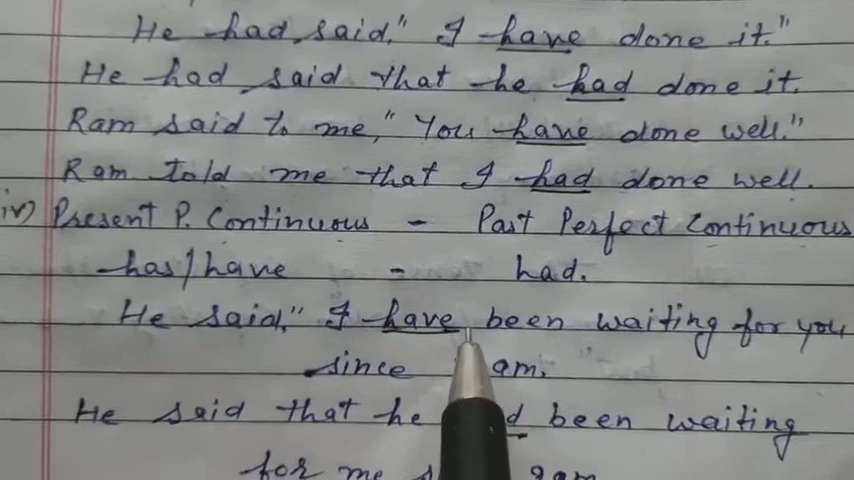 He had said," I have done it."
He had said that he had done it.
Ram said to me," You have done well."
Ram told me that I had done well.
iv) Present P. Continuous - Past Perfect Continuous
has/have - had.
He said," I have been waiting for you
since am.
He said that he been waiting
for me am